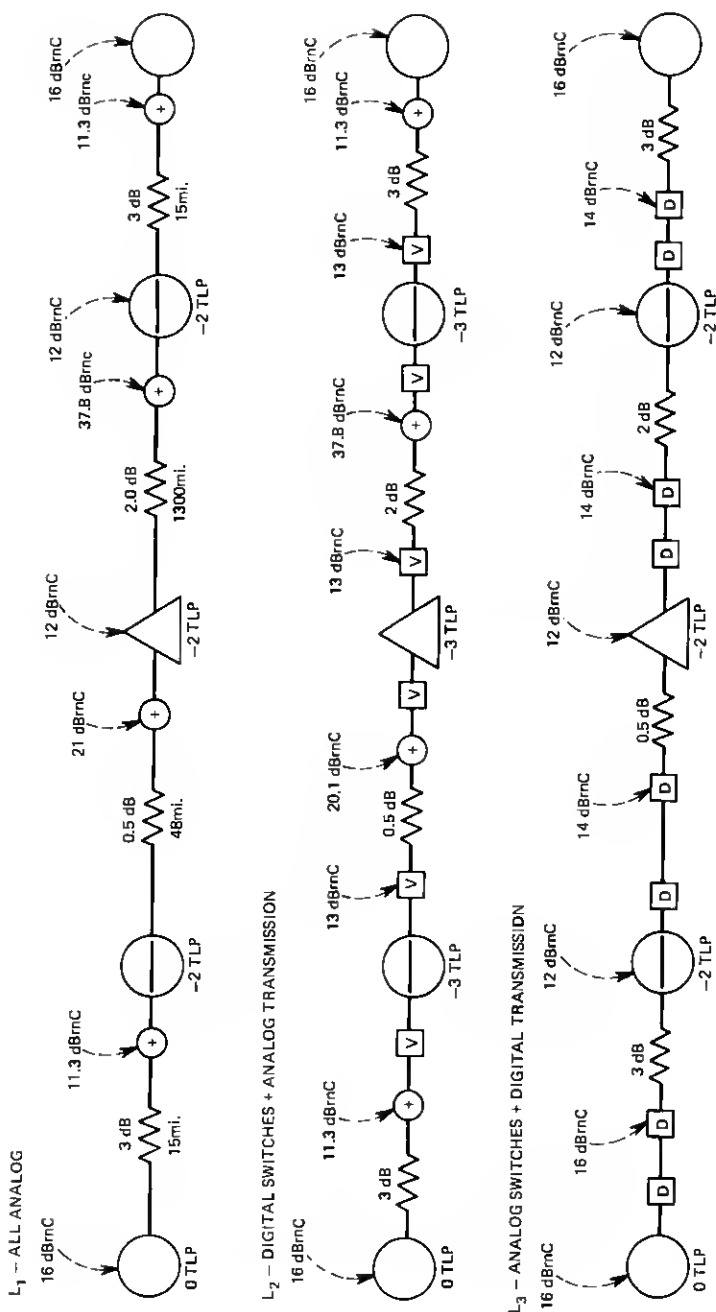 L₁ – ALL ANALOG
16 dBrnC
11.3 dBrnC
21 dBrnC
12 dBrnC
37.B dBrnc
12 dBrnC
11.3 dBrnc
16 dBrnC
3 dB
+
0.5 dB
+
2.0 dB
+
3 dB
+
15mi.
48mi.
1300mi.
15mi.
0 TLP
-2 TLP
-2 TLP
-2 TLP
L₂ – DIGITAL SWITCHES + ANALOG TRANSMISSION
16 dBrnC
11.3 dBrnC
13 dBrnC
20.1 dBrnC
13 dBrnC
37.B dBrnC
13 dBrnC
11.3 dBrnC
16 dBrnC
3 dB
+
V
V
0.5 dB
+
V
V
2 dB
+
V
V
3 dB
+
0 TLP
-3 TLP
-3 TLP
-3 TLP
L₃ – ANALOG SWITCHES + DIGITAL TRANSMISSION
16 dBrnC
16 dBrnC
12 dBrnC
14 dBrnC
12 dBrnC
14 dBrnC
12 dBrnC
14 dBrnC
16 dBrnC
D
D
3 dB
D
D
0.5 dB
D
D
2 dB
D
D
3 dB
0 TLP
-2 TLP
-2 TLP
-2 TLP